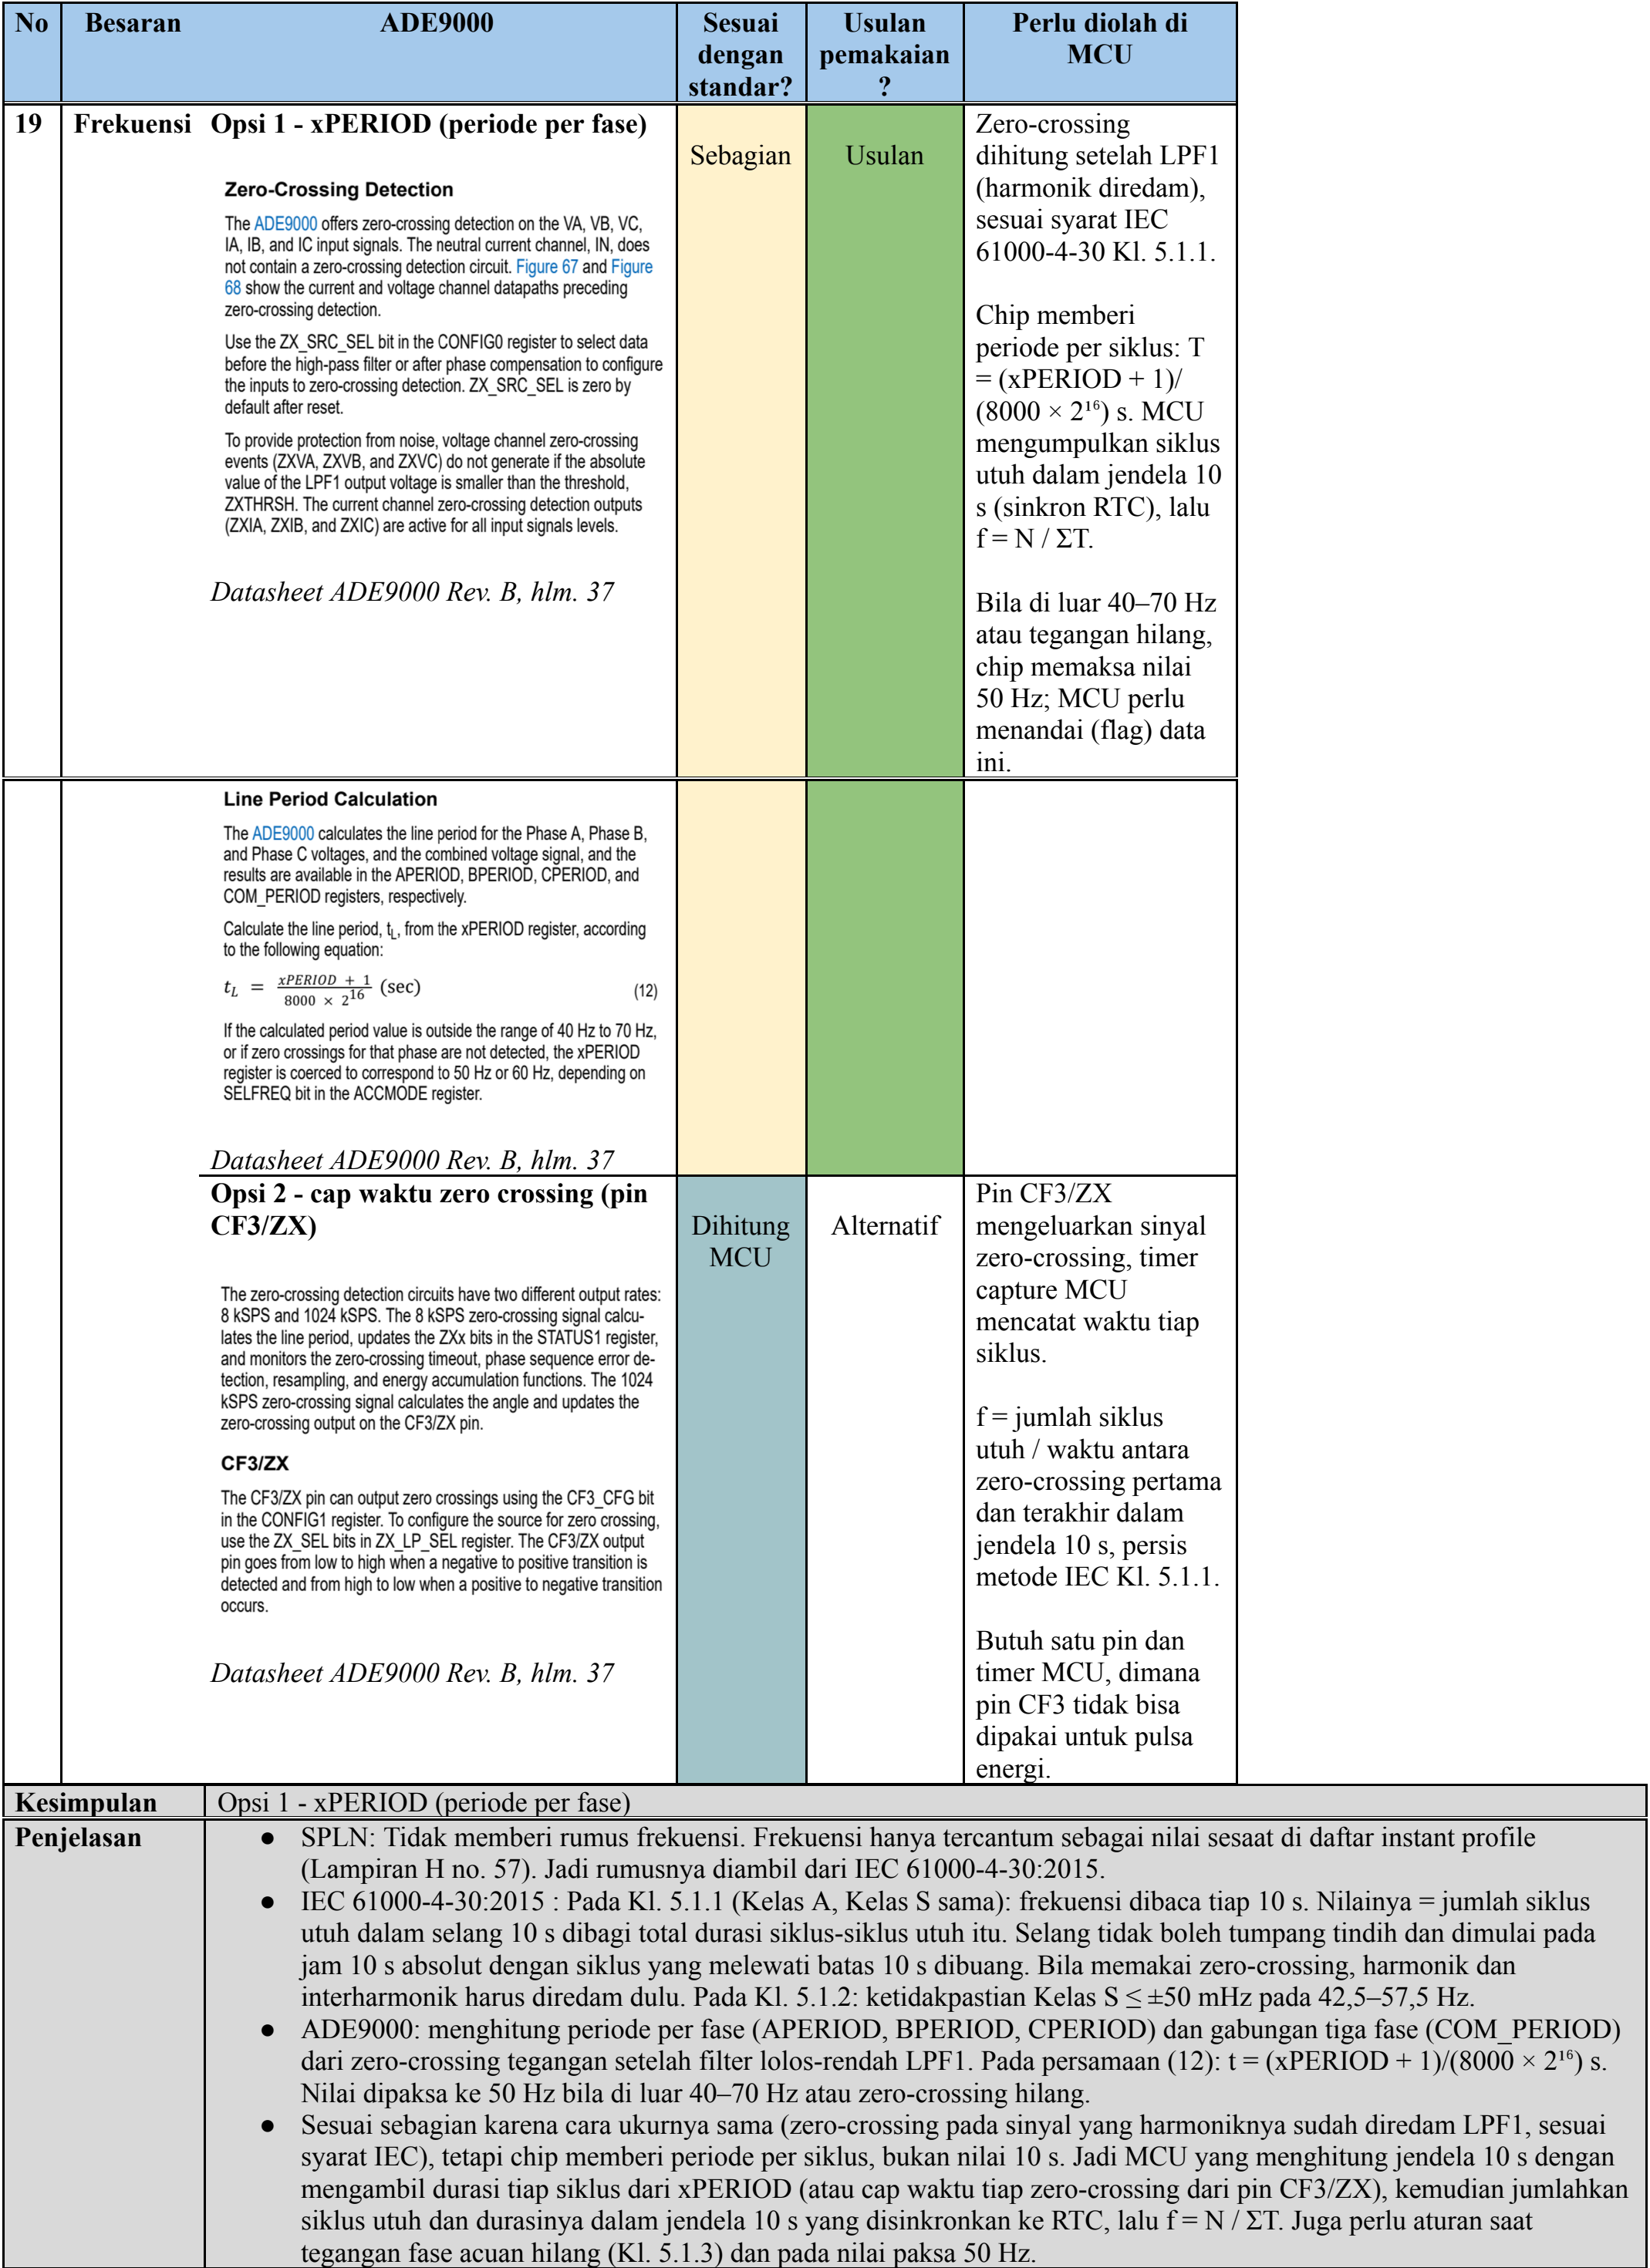 No Besaran ADE9000 Sesuai dengan standar? Usulan pemakaian ? Perlu diolah di MCU
19 Frekuensi Opsi 1 - xPERIOD (periode per fase)
Zero-Crossing Detection
The ADE9000 offers zero-crossing detection on the VA, VB, VC,
IA, IB, and IC input signals. The neutral current channel, IN, does
not contain a zero-crossing detection circuit. Figure 67 and Figure
68 show the current and voltage channel datapaths preceding
zero-crossing detection.
Use the ZX_SRC_SEL bit in the CONFIG0 register to select data
before the high-pass filter or after phase compensation to configure
the inputs to zero-crossing detection. ZX_SRC_SEL is zero by
default after reset.
To provide protection from noise, voltage channel zero-crossing
events (ZXVA, ZXVB, and ZXVC) do not generate if the absolute
value of the LPF1 output voltage is smaller than the threshold,
ZXTHRSH. The current channel zero-crossing detection outputs
(ZXIA, ZXIB, and ZXIC) are active for all input signals levels.
Datasheet ADE9000 Rev. B, hlm. 37
Sebagian
Usulan
Zero-crossing
dihitung setelah LPF1
(harmonik diredam),
sesuai syarat IEC
61000-4-30 Kl. 5.1.1.
Chip memberi
periode per siklus: T
= (xPERIOD + 1)/
(8000 × 2¹⁶) s. MCU
mengumpulkan siklus
utuh dalam jendela 10
s (sinkron RTC), lalu
f = N / ΣT.
Bila di luar 40–70 Hz
atau tegangan hilang,
chip memaksa nilai
50 Hz; MCU perlu
menandai (flag) data
ini.
Line Period Calculation
The ADE9000 calculates the line period for the Phase A, Phase B,
and Phase C voltages, and the combined voltage signal, and the
results are available in the APERIOD, BPERIOD, CPERIOD, and
COM_PERIOD registers, respectively.
Calculate the line period, t_L, from the xPERIOD register, according
to the following equation:
t_L = (xPERIOD + 1)/(8000 × 2¹⁶) (sec) (12)
If the calculated period value is outside the range of 40 Hz to 70 Hz,
or if zero crossings for that phase are not detected, the xPERIOD
register is coerced to correspond to 50 Hz or 60 Hz, depending on
SELFREQ bit in the ACCMODE register.
Datasheet ADE9000 Rev. B, hlm. 37
Opsi 2 - cap waktu zero crossing (pin
CF3/ZX)
The zero-crossing detection circuits have two different output rates:
8 kSPS and 1024 kSPS. The 8 kSPS zero-crossing signal calcu-
lates the line period, updates the ZXx bits in the STATUS1 register,
and monitors the zero-crossing timeout, phase sequence error de-
tection, resampling, and energy accumulation functions. The 1024
kSPS zero-crossing signal calculates the angle and updates the
zero-crossing output on the CF3/ZX pin.
CF3/ZX
The CF3/ZX pin can output zero crossings using the CF3_CFG bit
in the CONFIG1 register. To configure the source for zero crossing,
use the ZX_SEL bits in ZX_LP_SEL register. The CF3/ZX output
pin goes from low to high when a negative to positive transition is
detected and from high to low when a positive to negative transition
occurs.
Datasheet ADE9000 Rev. B, hlm. 37
Dihitung
MCU
Alternatif
Pin CF3/ZX
mengeluarkan sinyal
zero-crossing, timer
capture MCU
mencatat waktu tiap
siklus.
f = jumlah siklus
utuh / waktu antara
zero-crossing pertama
dan terakhir dalam
jendela 10 s, persis
metode IEC Kl. 5.1.1.
Butuh satu pin dan
timer MCU, dimana
pin CF3 tidak bisa
dipakai untuk pulsa
energi.
Kesimpulan Opsi 1 - xPERIOD (periode per fase)
Penjelasan ● SPLN: Tidak memberi rumus frekuensi. Frekuensi hanya tercantum sebagai nilai sesaat di daftar instant profile
(Lampiran H no. 57). Jadi rumusnya diambil dari IEC 61000-4-30:2015.
● IEC 61000-4-30:2015 : Pada Kl. 5.1.1 (Kelas A, Kelas S sama): frekuensi dibaca tiap 10 s. Nilainya = jumlah siklus
utuh dalam selang 10 s dibagi total durasi siklus-siklus utuh itu. Selang tidak boleh tumpang tindih dan dimulai pada
jam 10 s absolut dengan siklus yang melewati batas 10 s dibuang. Bila memakai zero-crossing, harmonik dan
interharmonik harus diredam dulu. Pada Kl. 5.1.2: ketidakpastian Kelas S ≤ ±50 mHz pada 42,5–57,5 Hz.
● ADE9000: menghitung periode per fase (APERIOD, BPERIOD, CPERIOD) dan gabungan tiga fase (COM_PERIOD)
dari zero-crossing tegangan setelah filter lolos-rendah LPF1. Pada persamaan (12): t = (xPERIOD + 1)/(8000 × 2¹⁶) s.
Nilai dipaksa ke 50 Hz bila di luar 40–70 Hz atau zero-crossing hilang.
● Sesuai sebagian karena cara ukurnya sama (zero-crossing pada sinyal yang harmoniknya sudah diredam LPF1, sesuai
syarat IEC), tetapi chip memberi periode per siklus, bukan nilai 10 s. Jadi MCU yang menghitung jendela 10 s dengan
mengambil durasi tiap siklus dari xPERIOD (atau cap waktu tiap zero-crossing dari pin CF3/ZX), kemudian jumlahkan
siklus utuh dan durasinya dalam jendela 10 s yang disinkronkan ke RTC, lalu f = N / ΣT. Juga perlu aturan saat
tegangan fase acuan hilang (Kl. 5.1.3) dan pada nilai paksa 50 Hz.